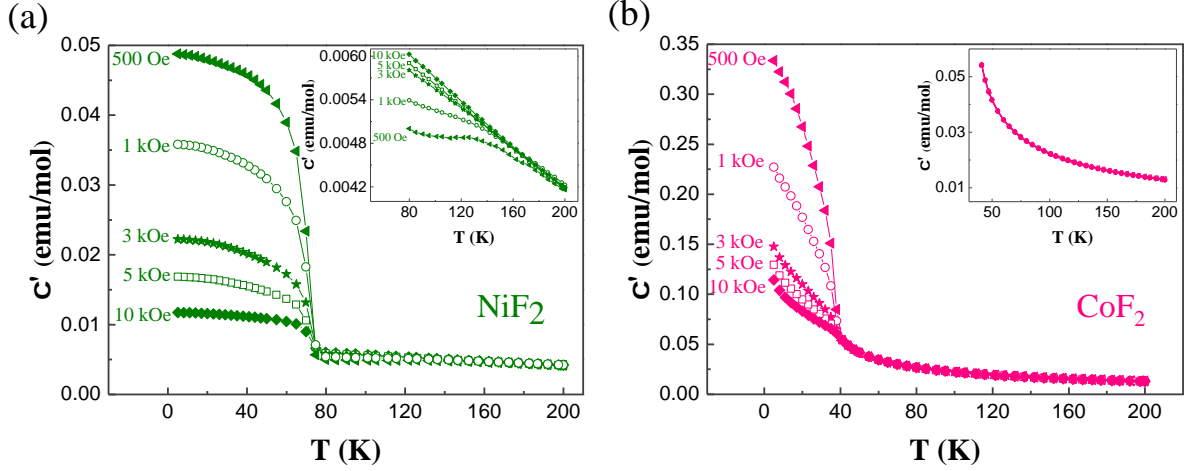 (a)
0.05
0.04
0.03
0.02
0.01
0.00
C' (emu/mol)
0 40 80 120 160 200
T (K)
500 Oe
1 kOe
3 kOe
5 kOe
10 kOe
NiF2
0.0060
0.0054
0.0048
0.0042
C' (emu/mol)
10 kOe
5 kOe
3 kOe
1 kOe
500 Oe
80 120 160 200
T (K)
(b)
0.35
0.30
0.25
0.20
0.15
0.10
0.05
0.00
C' (emu/mol)
0 40 80 120 160 200
T (K)
500 Oe
1 kOe
3 kOe
5 kOe
10 kOe
CoF2
0.05
0.03
0.01
C' (emu/mol)
50 100 150 200
T (K)